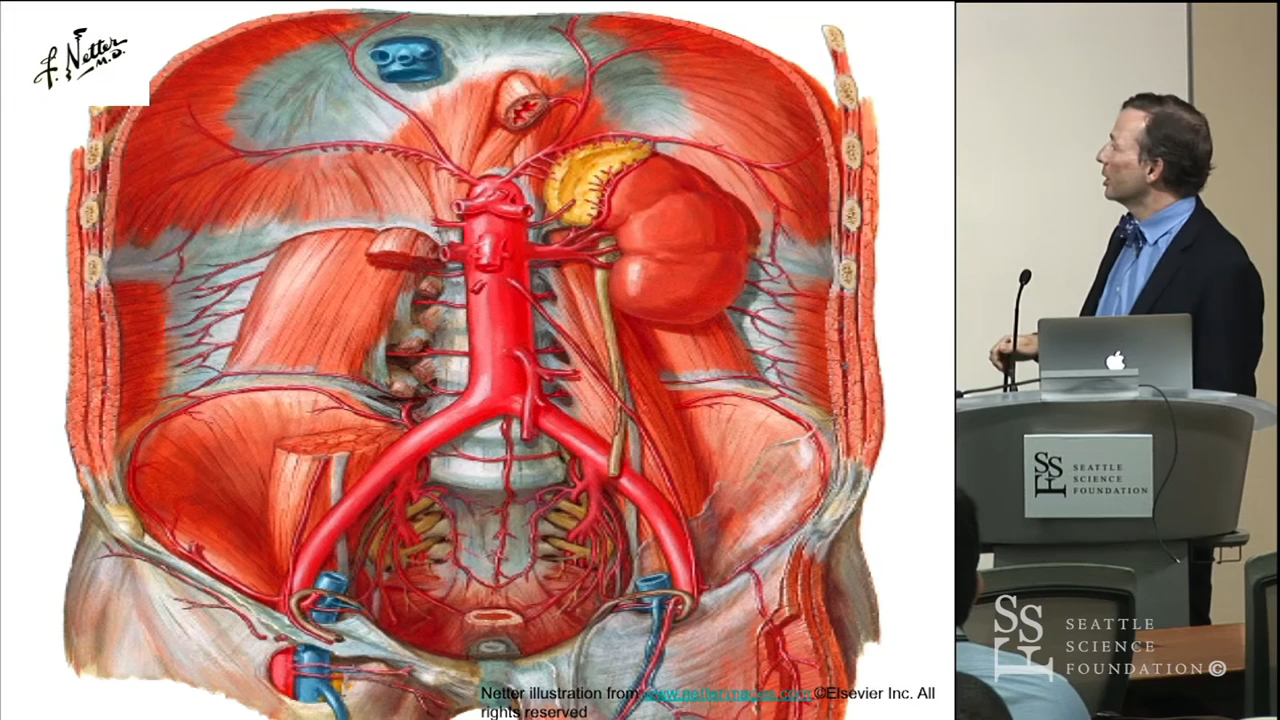 F. Netter
M.D.
Netter illustration from www.netterimages.com ©Elsevier Inc. All
rights reserved
SSF
SEATTLE
SCIENCE
FOUNDATION
SSF
SEATTLE
SCIENCE
FOUNDATION©